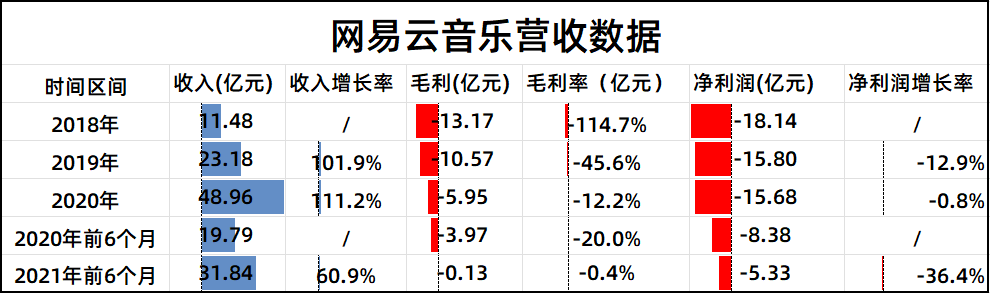 网易云音乐营收数据
时间区间 收入(亿元) 收入增长率 毛利(亿元) 毛利率（亿元） 净利润(亿元) 净利润增长率
2018年 11.48 / -13.17 -114.7% -18.14 /
2019年 23.18 101.9% -10.57 -45.6% -15.80 -12.9%
2020年 48.96 111.2% -5.95 -12.2% -15.68 -0.8%
2020年前6个月 19.79 / -3.97 -20.0% -8.38 /
2021年前6个月 31.84 60.9% -0.13 -0.4% -5.33 -36.4%